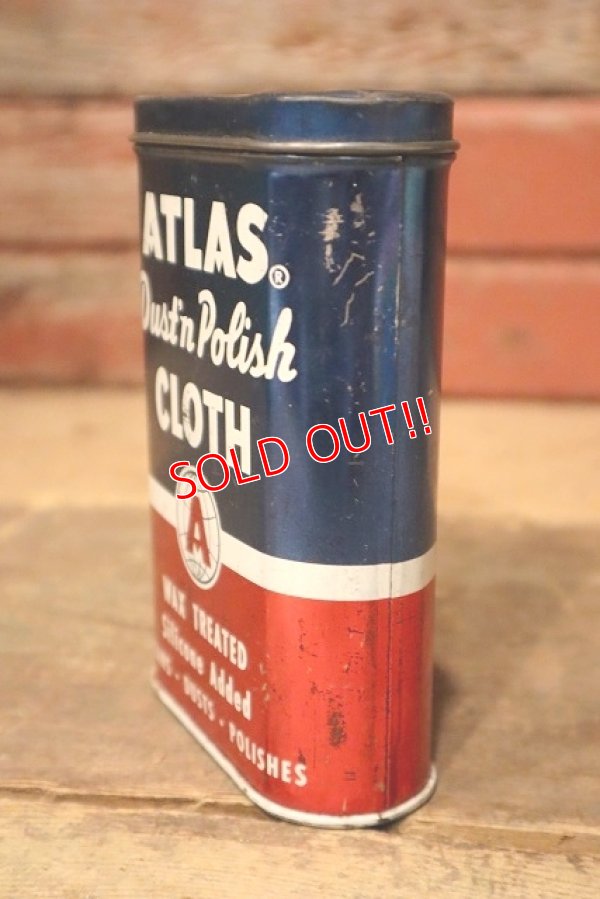 ATLAS®
Dust'n Polish
CLOTH
SOLD OUT!!
A
WAX TREATED
Silicone Added
DUSTS · POLISHES